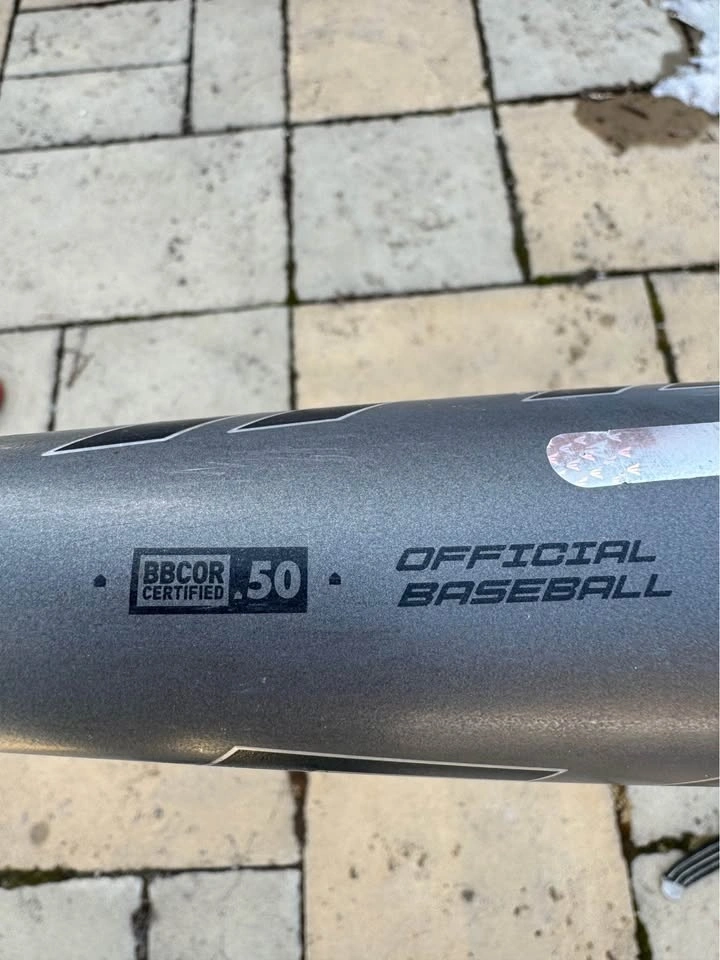 BBCOR
CERTIFIED .50
OFFICIAL
BASEBALL